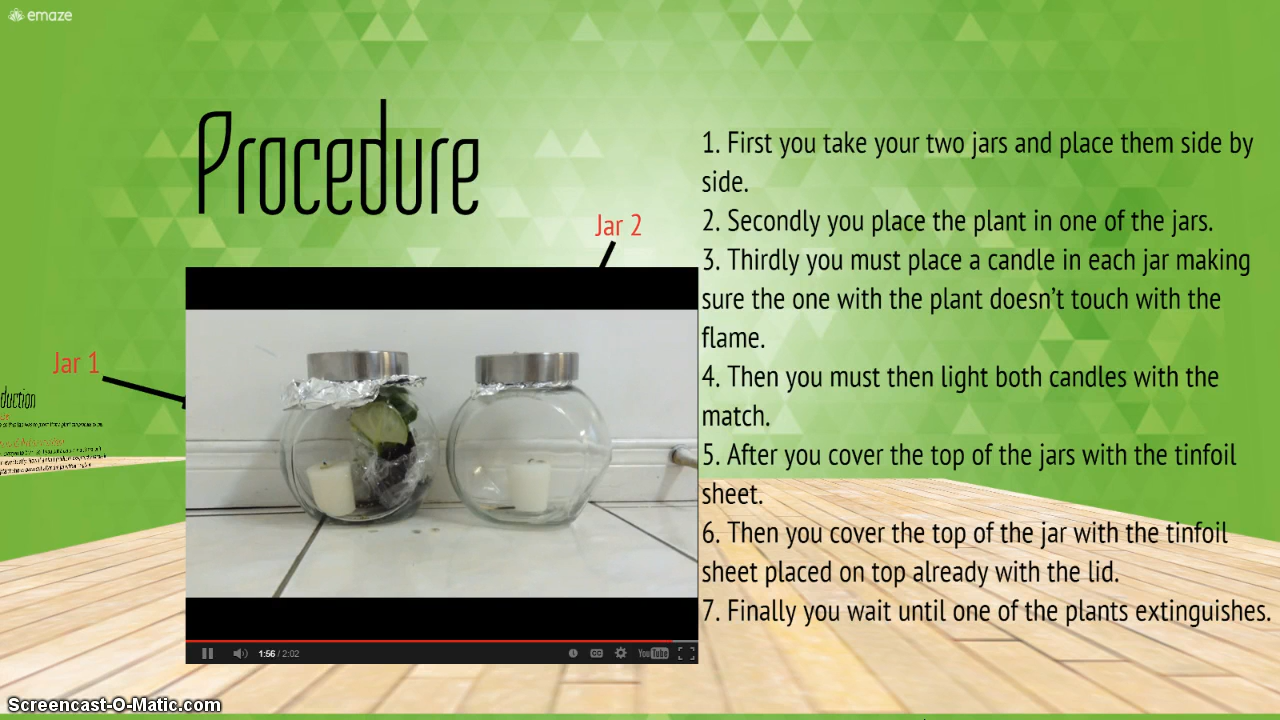 emaze
Procedure
1. First you take your two jars and place them side by
side.
2. Secondly you place the plant in one of the jars.
3. Thirdly you must place a candle in each jar making
sure the one with the plant doesn't touch with the
flame.
4. Then you must then light both candles with the
match.
5. After you cover the top of the jars with the tinfoil
sheet.
6. Then you cover the top of the jar with the tinfoil
sheet placed on top already with the lid.
7. Finally you wait until one of the plants extinguishes.
Jar 2
Jar 1
duction
1:56 / 2:02
CC
YouTube
Screencast-O-Matic.com